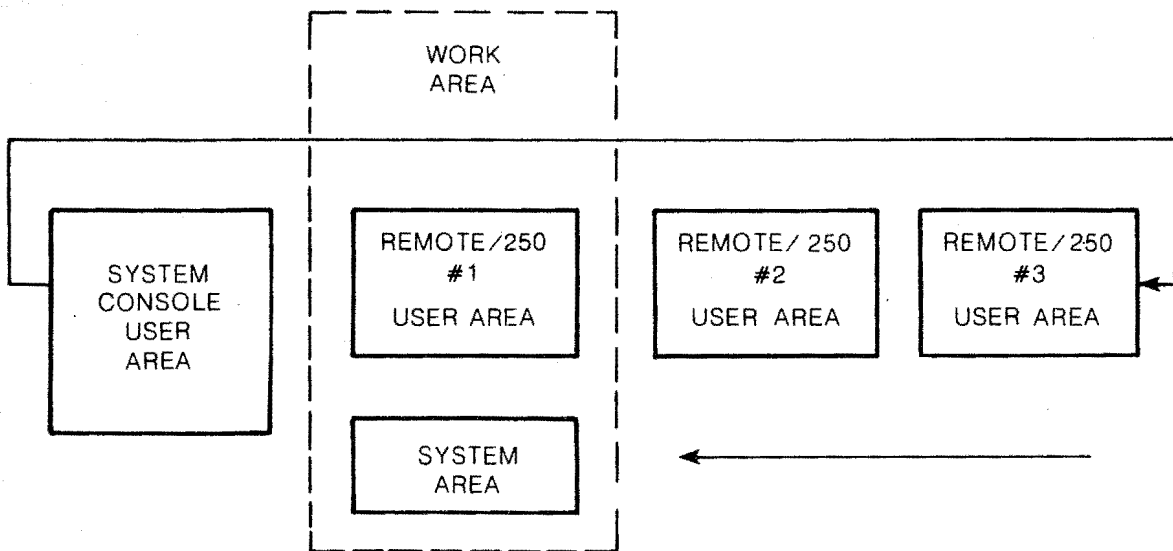 WORK
AREA
SYSTEM
CONSOLE
USER
AREA
REMOTE/250
#1
USER AREA
REMOTE/ 250
#2
USER AREA
REMOTE/250
#3
USER AREA
SYSTEM
AREA